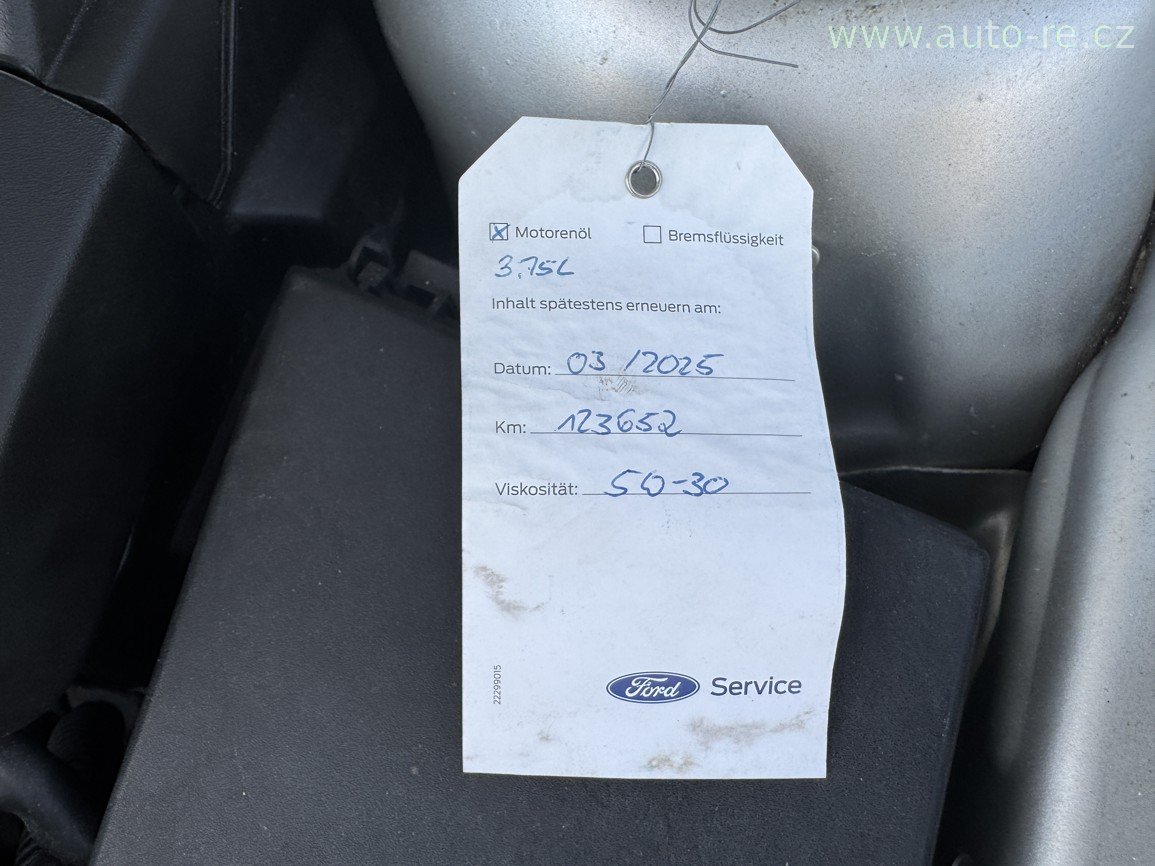 www.auto-re.cz
Motorenöl Bremsflüssigkeit
3,75L
Inhalt spätestens erneuern am:
Datum: 03/2025
Km: 123652
Viskosität: 5W-30
22299015
Ford Service